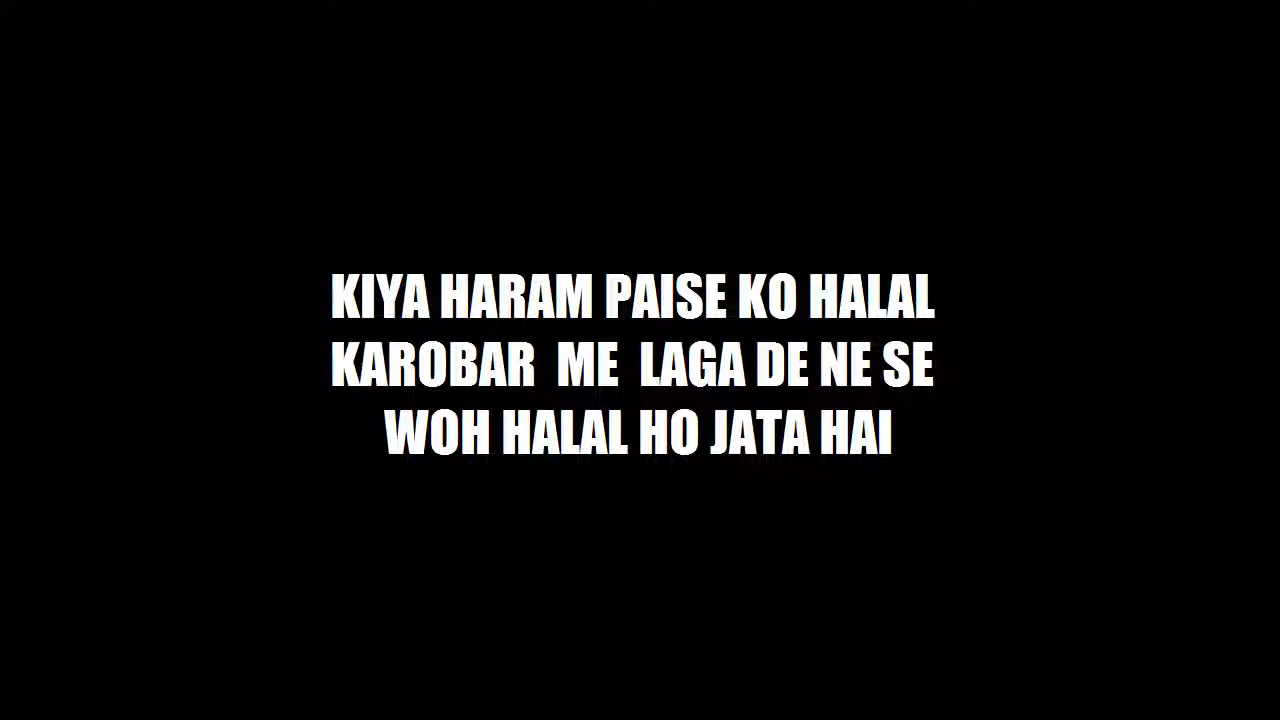 KIYA HARAM PAISE KO HALAL
KAROBAR ME LAGA DE NE SE
WOH HALAL HO JATA HAI